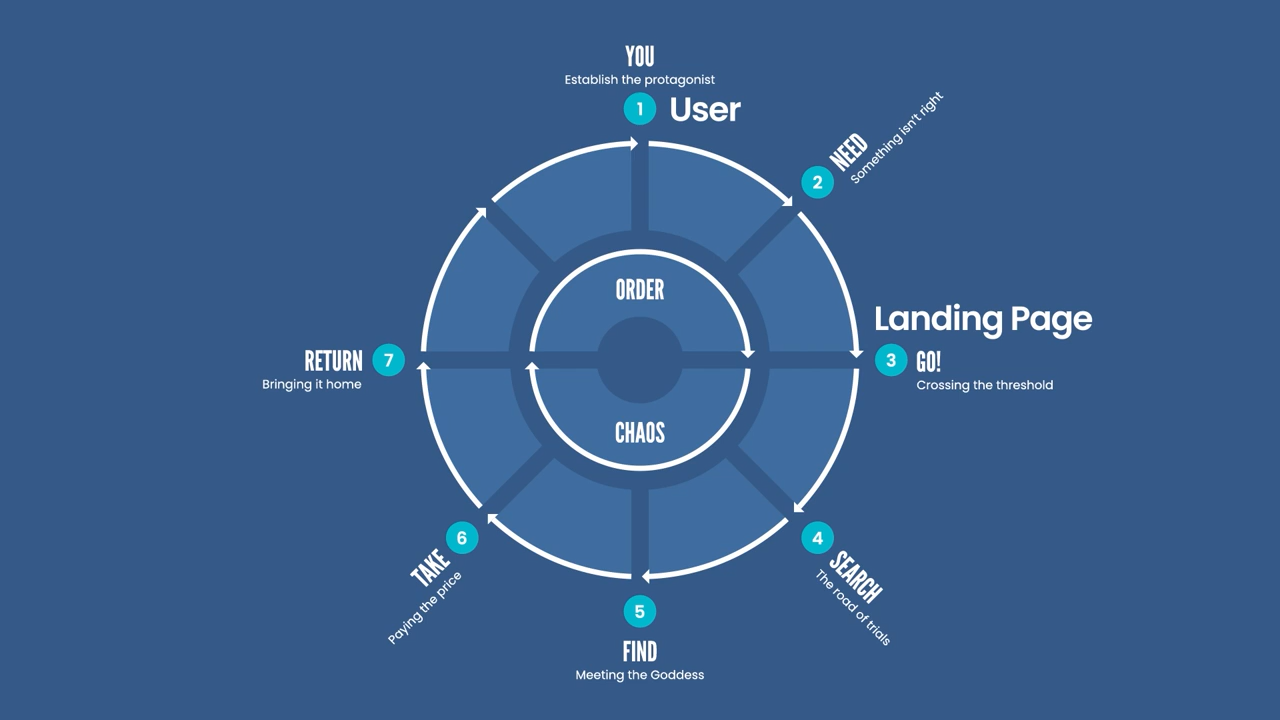 YOU
Establish the protagonist
1 User
2 NEED
Something isn't right
Landing Page
3 GO!
Crossing the threshold
4 SEARCH
The road of trials
5
FIND
Meeting the Goddess
6
TAKE
Paying the price
RETURN 7
Bringing it home
ORDER
CHAOS